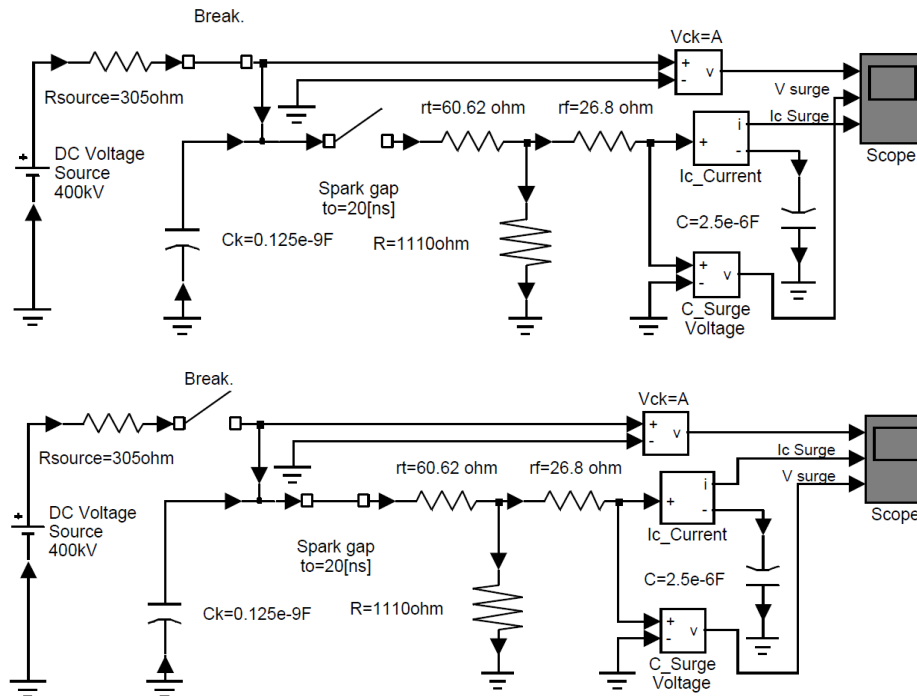 Break.
Vck=A
+
-
v
Rsource=305ohm
V surge
rt=60.62 ohm
rf=26.8 ohm
Ic Surge
+
i
-
Scope
+
DC Voltage
Source
400kV
Ic_Current
Spark gap
to=20[ns]
Ck=0.125e-9F
R=1110ohm
C=2.5e-6F
+
-
v
C_Surge
Voltage
Break.
Vck=A
+
-
v
Rsource=305ohm
Ic Surge
rt=60.62 ohm
rf=26.8 ohm
V surge
+
i
-
Scope
+
DC Voltage
Source
400kV
Ic_Current
Spark gap
to=20[ns]
Ck=0.125e-9F
R=1110ohm
C=2.5e-6F
+
-
v
C_Surge
Voltage